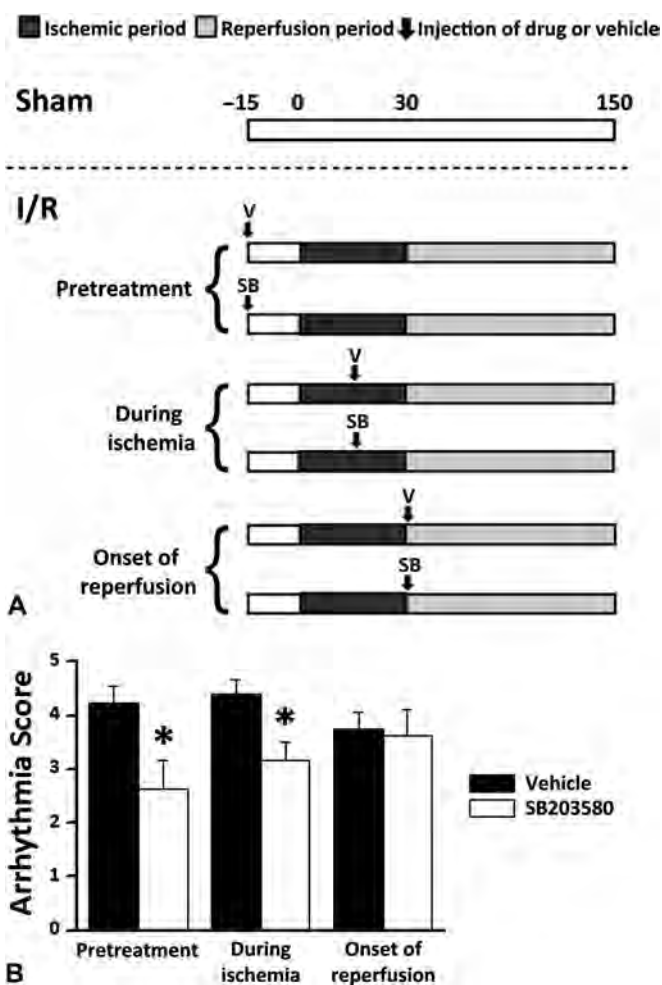 Ischemic period Reperfusion period Injection of drug or vehicle
Sham
–15 0 30 150
I/R
V
Pretreatment
SB
V
During
ischemia
SB
V
Onset of
reperfusion
SB
A
Arrhythmia Score
5
4
3
2
1
0
*
*
Vehicle
SB203580
Pretreatment
During
ischemia
Onset of
reperfusion
B